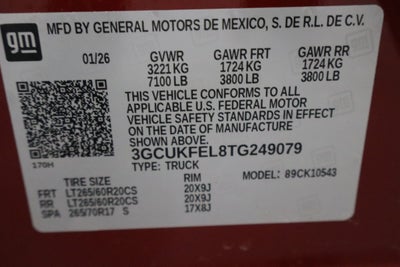 MFD BY GENERAL MOTORS DE MEXICO, S. DE R.L. DE C.V.
gm
01/26 GVWR GAWR FRT GAWR RR
3221 KG 1724 KG 1724 KG
7100 LB 3800 LB 3800 LB
THIS VEHICLE CONFORMS TO ALL
APPLICABLE U.S. FEDERAL MOTOR
VEHICLE SAFETY STANDARDS IN
EFFECT ON THE DATE OF
MANUFACTURE SHOWN ABOVE.
170H
3GCUKFEL8TG249079
TYPE: TRUCK
TIRE SIZE RIM MODEL: 89CK10543
FRT LT265/60R20CS 20X9J
RR LT265/60R20CS 20X9J
SPA 265/70R17 S 17X8J